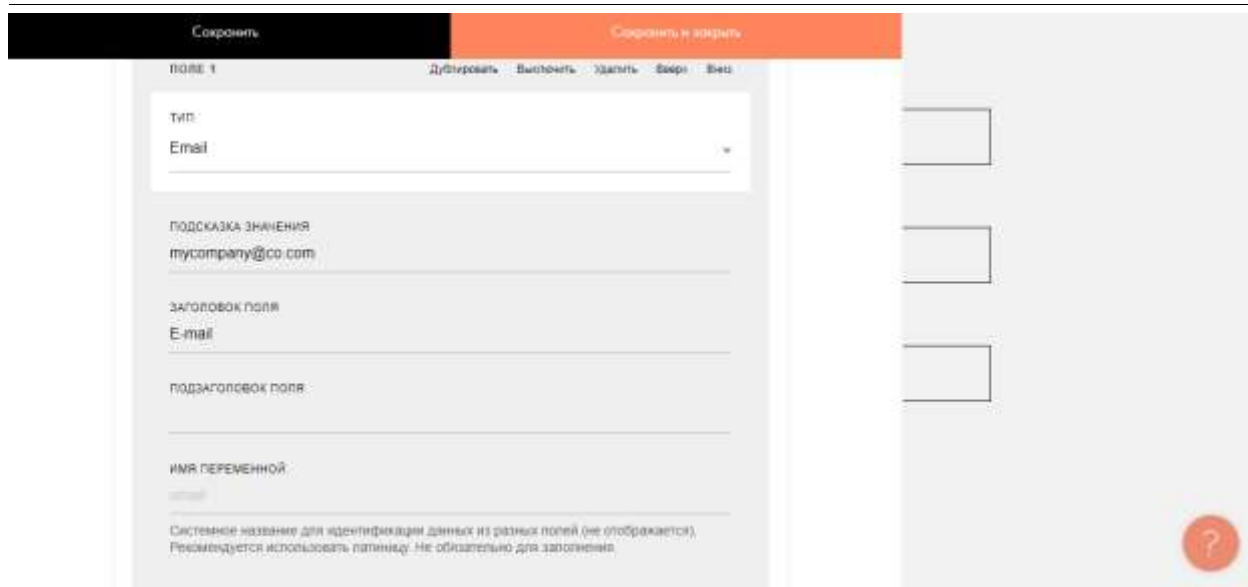 Сохранить
Сохранить и закрыть
ПОЛЕ 1
Дублировать Выключить Удалить Вверх Вниз
ТИП
Email
ПОДСКАЗКА ЗНАЧЕНИЯ
mycompany@co.com
ЗАГОЛОВОК ПОЛЯ
E-mail
ПОДЗАГОЛОВОК ПОЛЯ
ИМЯ ПЕРЕМЕННОЙ
email
Системное название для идентификации данных из разных полей (не отображается).
Рекомендуется использовать латиницу. Не обязательно для заполнения.
?